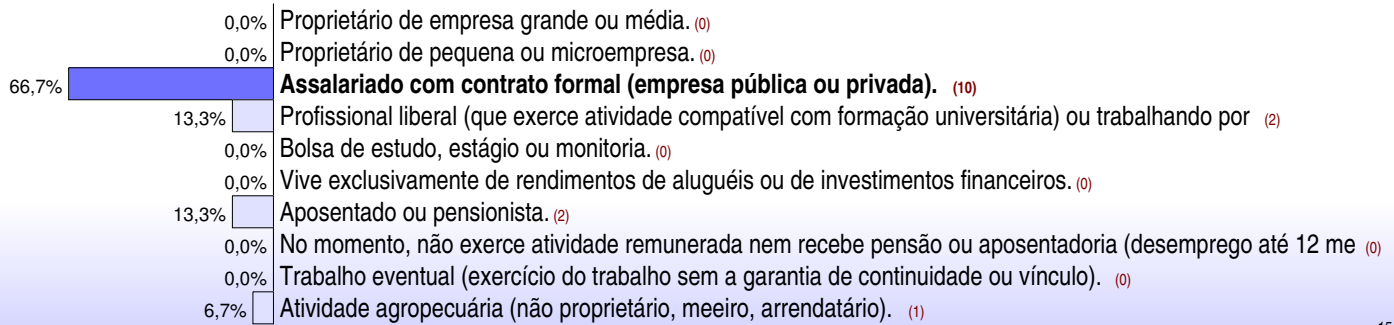 0,0% Proprietário de empresa grande ou média. (0)
0,0% Proprietário de pequena ou microempresa. (0)
66,7% Assalariado com contrato formal (empresa pública ou privada). (10)
13,3% Profissional liberal (que exerce atividade compatível com formação universitária) ou trabalhando por (2)
0,0% Bolsa de estudo, estágio ou monitoria. (0)
0,0% Vive exclusivamente de rendimentos de aluguéis ou de investimentos financeiros. (0)
13,3% Aposentado ou pensionista. (2)
0,0% No momento, não exerce atividade remunerada nem recebe pensão ou aposentadoria (desemprego até 12 me (0)
0,0% Trabalho eventual (exercício do trabalho sem a garantia de continuidade ou vínculo). (0)
6,7% Atividade agropecuária (não proprietário, meeiro, arrendatário). (1)